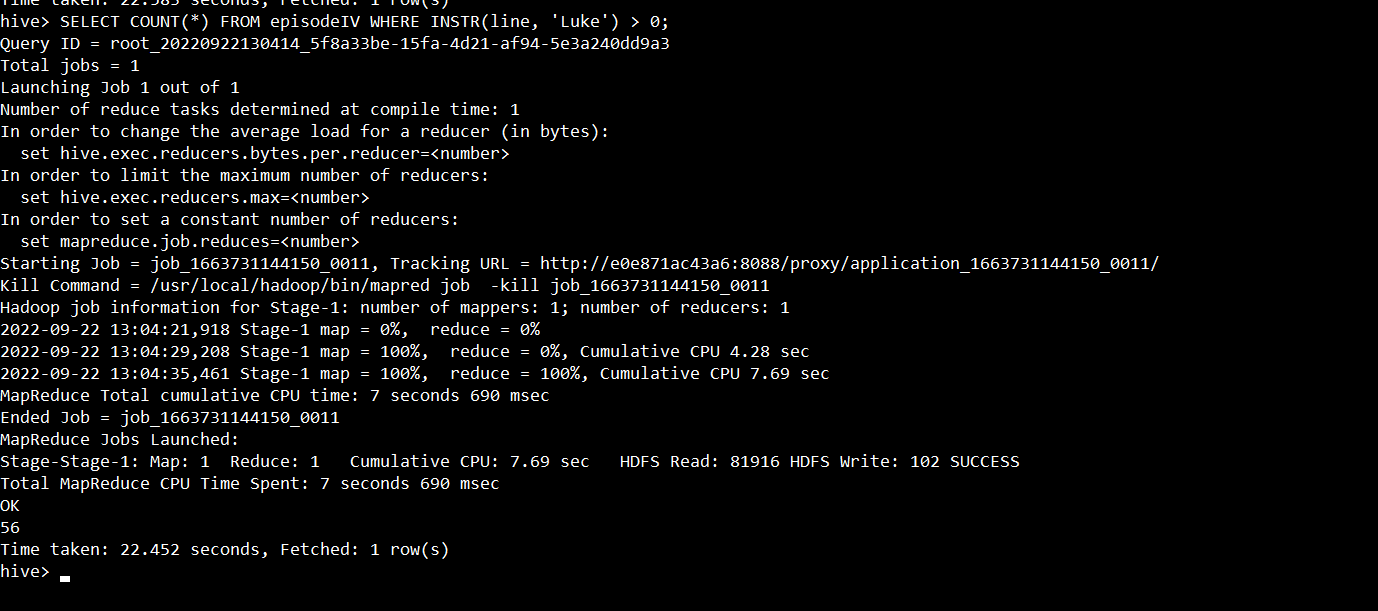 Time taken: 22.585 seconds, Fetched: 1 row(s)
hive> SELECT COUNT(*) FROM episodeIV WHERE INSTR(line, 'Luke') > 0;
Query ID = root_20220922130414_5f8a33be-15fa-4d21-af94-5e3a240dd9a3
Total jobs = 1
Launching Job 1 out of 1
Number of reduce tasks determined at compile time: 1
In order to change the average load for a reducer (in bytes):
  set hive.exec.reducers.bytes.per.reducer=<number>
In order to limit the maximum number of reducers:
  set hive.exec.reducers.max=<number>
In order to set a constant number of reducers:
  set mapreduce.job.reduces=<number>
Starting Job = job_1663731144150_0011, Tracking URL = http://e0e871ac43a6:8088/proxy/application_1663731144150_0011/
Kill Command = /usr/local/hadoop/bin/mapred job  -kill job_1663731144150_0011
Hadoop job information for Stage-1: number of mappers: 1; number of reducers: 1
2022-09-22 13:04:21,918 Stage-1 map = 0%,  reduce = 0%
2022-09-22 13:04:29,208 Stage-1 map = 100%,  reduce = 0%, Cumulative CPU 4.28 sec
2022-09-22 13:04:35,461 Stage-1 map = 100%,  reduce = 100%, Cumulative CPU 7.69 sec
MapReduce Total cumulative CPU time: 7 seconds 690 msec
Ended Job = job_1663731144150_0011
MapReduce Jobs Launched:
Stage-Stage-1: Map: 1  Reduce: 1   Cumulative CPU: 7.69 sec   HDFS Read: 81916 HDFS Write: 102 SUCCESS
Total MapReduce CPU Time Spent: 7 seconds 690 msec
OK
56
Time taken: 22.452 seconds, Fetched: 1 row(s)
hive>